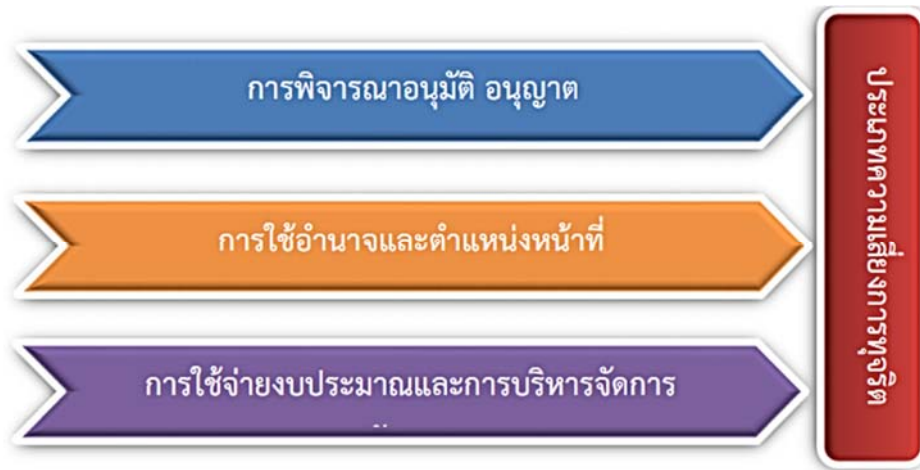 การพิจารณาอนุมัติ อนุญาต
การใช้อำนาจและตำแหน่งหน้าที่
การใช้จ่ายงบประมาณและการบริหารจัดการ
ประเภทความเสี่ยงการทุจริต